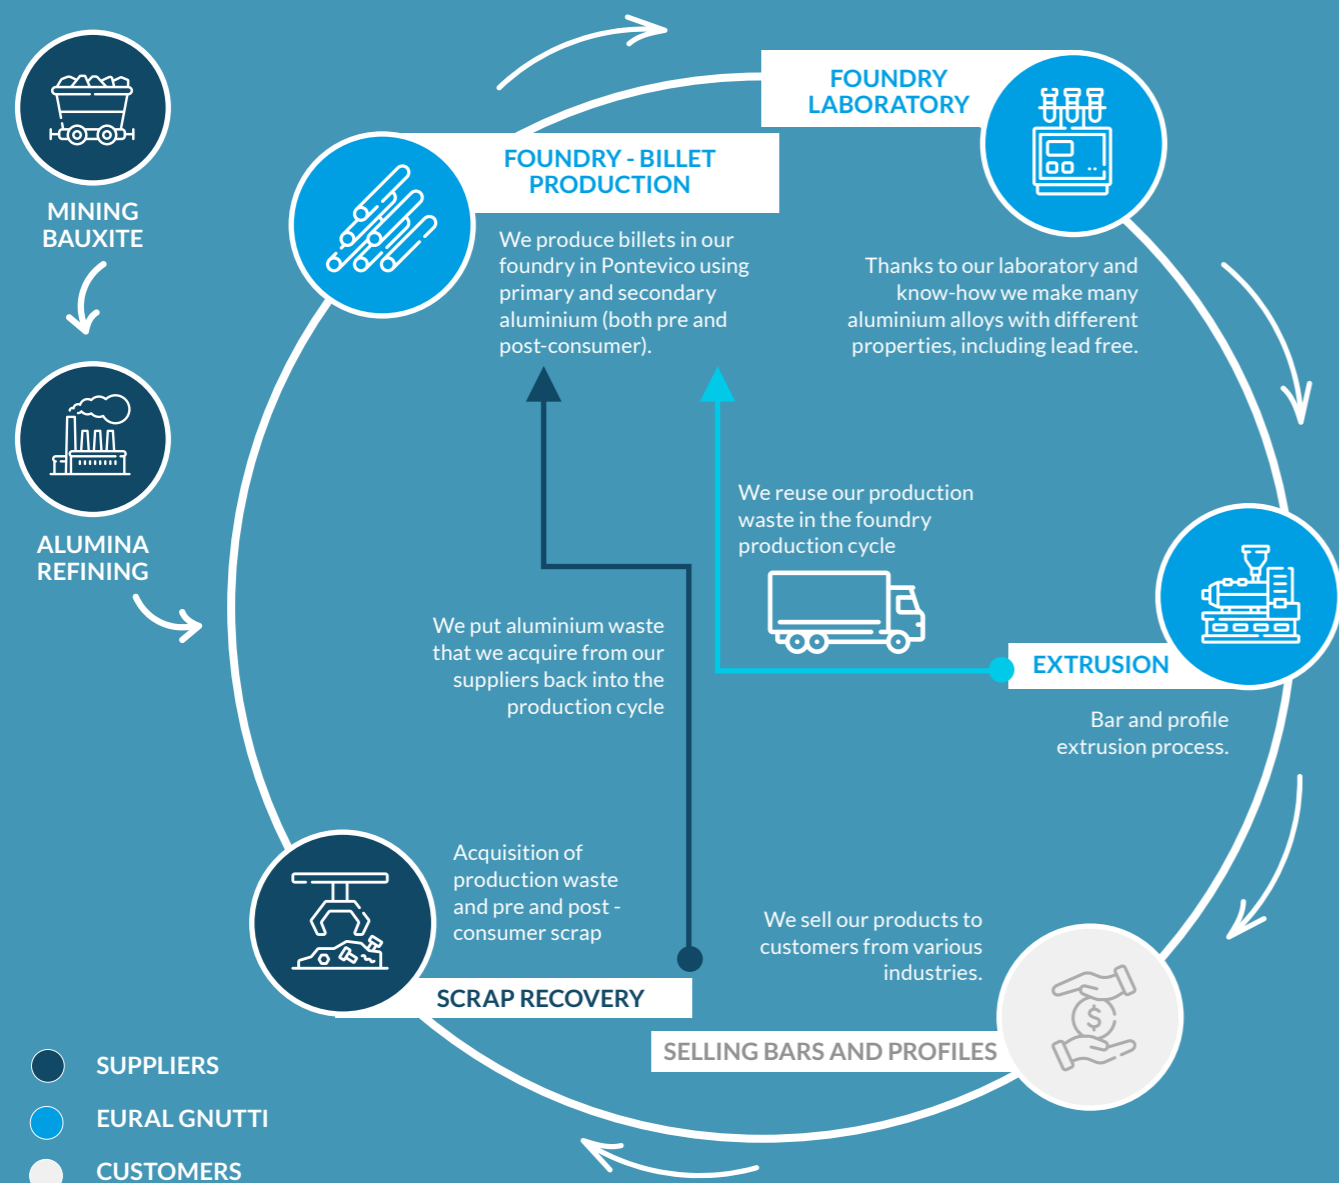 MINING
BAUXITE
ALUMINA
REFINING
FOUNDRY - BILLET
PRODUCTION
We produce billets in our
foundry in Pontevico using
primary and secondary
aluminium (both pre and
post-consumer).
FOUNDRY
LABORATORY
Thanks to our laboratory and
know-how we make many
aluminium alloys with different
properties, including lead free.
We reuse our production
waste in the foundry
production cycle
EXTRUSION
Bar and profile
extrusion process.
We put aluminium waste
that we acquire from our
suppliers back into the
production cycle
Acquisition of
production waste
and pre and post -
consumer scrap
SCRAP RECOVERY
We sell our products to
customers from various
industries.
SELLING BARS AND PROFILES
$
SUPPLIERS
EURAL GNUTTI
CUSTOMERS